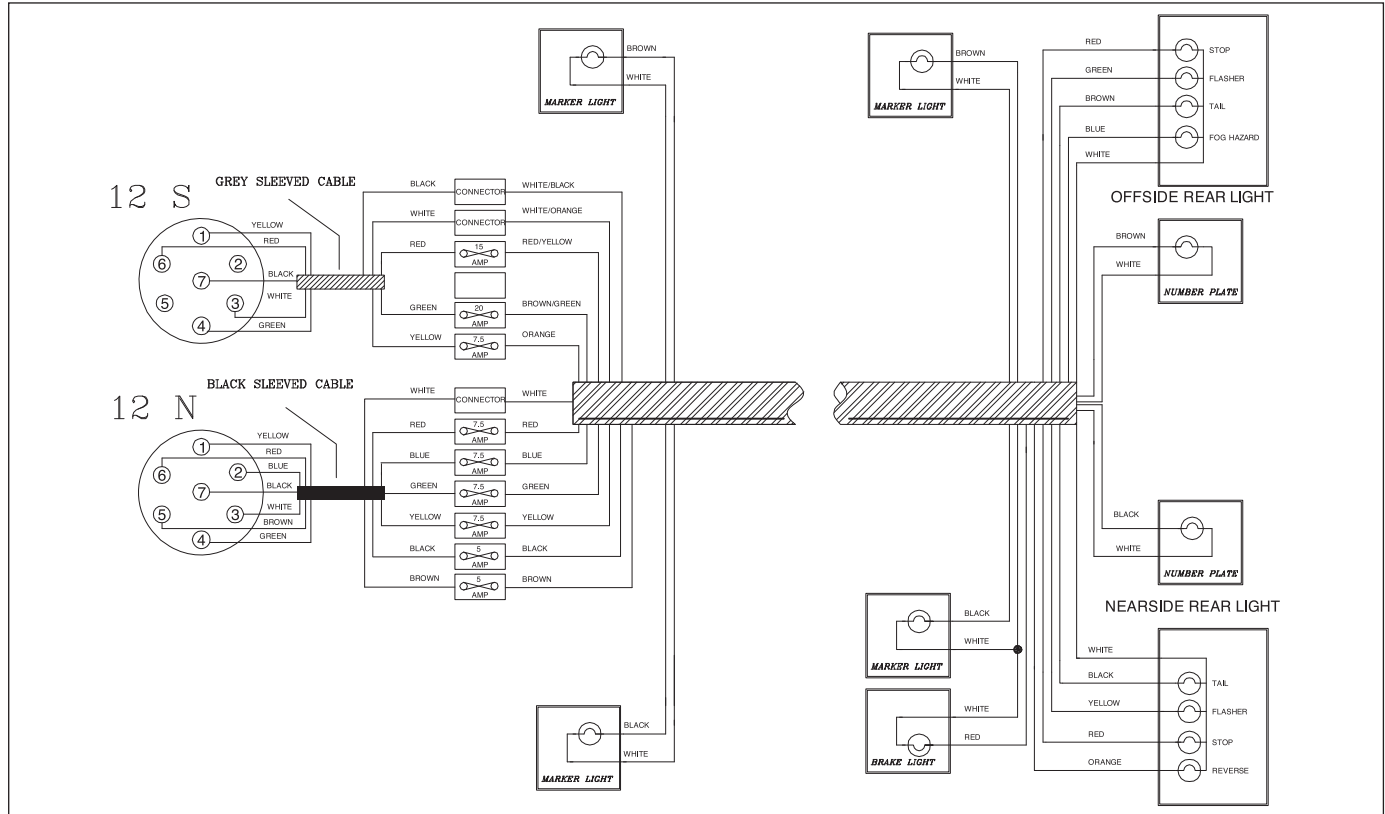 BROWN
WHITE
MARKER LIGHT
BROWN
WHITE
MARKER LIGHT
RED
STOP
GREEN
FLASHER
BROWN
TAIL
BLUE
FOG HAZARD
WHITE
OFFSIDE REAR LIGHT
BROWN
WHITE
NUMBER PLATE
12 S
GREY SLEEVED CABLE
YELLOW
RED
BLACK
WHITE
GREEN
1
6
2
7
5
3
4
BLACK
CONNECTOR
WHITE/BLACK
WHITE
CONNECTOR
WHITE/ORANGE
RED
15
AMP
RED/YELLOW
GREEN
20
AMP
BROWN/GREEN
YELLOW
7.5
AMP
ORANGE
12 N
BLACK SLEEVED CABLE
YELLOW
RED
BLUE
BLACK
WHITE
BROWN
GREEN
1
6
2
7
5
3
4
WHITE
CONNECTOR
WHITE
RED
7.5
AMP
RED
BLUE
7.5
AMP
BLUE
GREEN
7.5
AMP
GREEN
YELLOW
7.5
AMP
YELLOW
BLACK
5
AMP
BLACK
BROWN
5
AMP
BROWN
BLACK
WHITE
NUMBER PLATE
NEARSIDE REAR LIGHT
BLACK
WHITE
MARKER LIGHT
WHITE
RED
BRAKE LIGHT
WHITE
BLACK
TAIL
YELLOW
FLASHER
RED
STOP
ORANGE
REVERSE
BLACK
WHITE
MARKER LIGHT